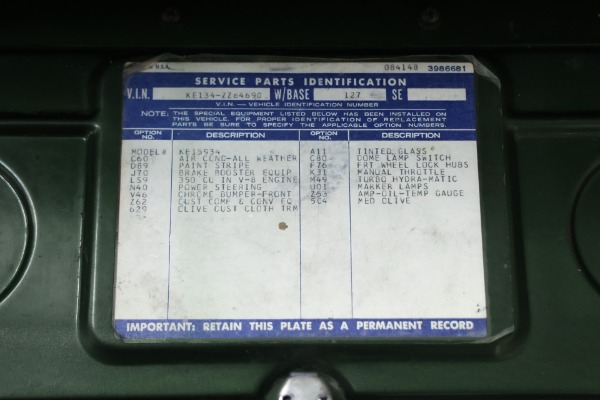 U.S.A. 084148 3986681
SERVICE PARTS IDENTIFICATION
V.I.N. KE134-ZZ64690 W/BASE 127 SE
V.I.N. — VEHICLE IDENTIFICATION NUMBER
NOTE: THE SPECIAL EQUIPMENT LISTED BELOW HAS BEEN INSTALLED ON
THIS VEHICLE. FOR PROPER IDENTIFICATION OF REPLACEMENT
PARTS BE SURE TO SPECIFY THE APPLICABLE OPTION NUMBERS.
OPTION NO. DESCRIPTION OPTION NO. DESCRIPTION
MODEL# KE15934 A11 TINTED GLASS
C60 AIR COND-ALL WEATHER C80 DOME LAMP SWITCH
D89 PAINT STRIPE F76 FRT WHEEL LOCK HUBS
J70 BRAKE BOOSTER EQUIP K31 MANUAL THROTTLE
LS9 350 CU IN V-8 ENGINE M49 TURBO HYDRA-MATIC
N40 POWER STEERING U01 MARKER LAMPS
V46 CHROME BUMPER-FRONT Z53 AMP-OIL-TEMP GAUGE
Z62 CUST COMF & CONV EQ 504 MED OLIVE
629 OLIVE CUST CLOTH TRM
IMPORTANT: RETAIN THIS PLATE AS A PERMANENT RECORD